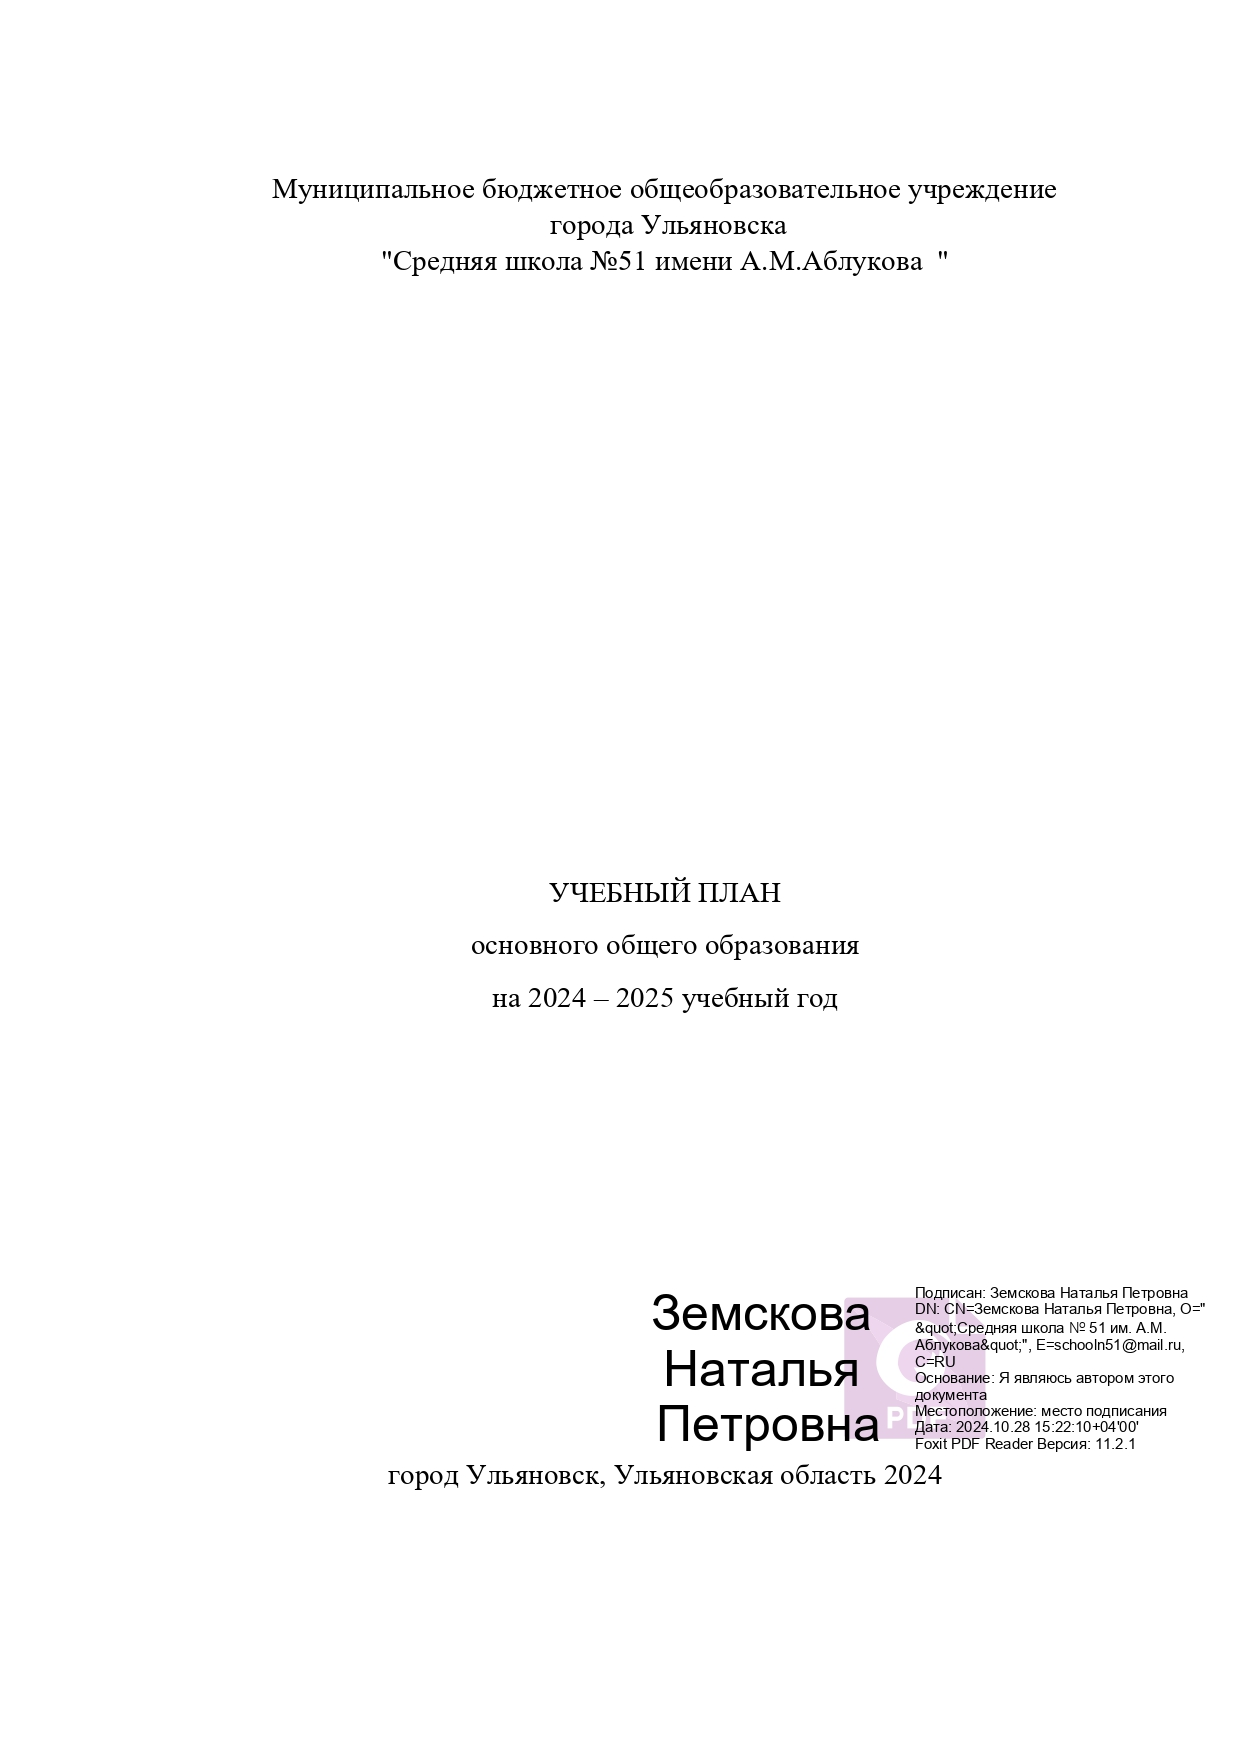 Муниципальное бюджетное общеобразовательное учреждение
города Ульяновска
"Средняя школа №51 имени А.М.Аблукова  "
УЧЕБНЫЙ ПЛАН
основного общего образования
на 2024 – 2025 учебный год
Земскова
Наталья
Петровна
Подписан: Земскова Наталья Петровна
DN: CN=Земскова Наталья Петровна, O="
&quot;Средняя школа № 51 им. А.М.
Аблукова&quot;", E=schooln51@mail.ru,
C=RU
Основание: Я являюсь автором этого
документа
Местоположение: место подписания
Дата: 2024.10.28 15:22:10+04'00'
Foxit PDF Reader Версия: 11.2.1
PDF
город Ульяновск, Ульяновская область 2024